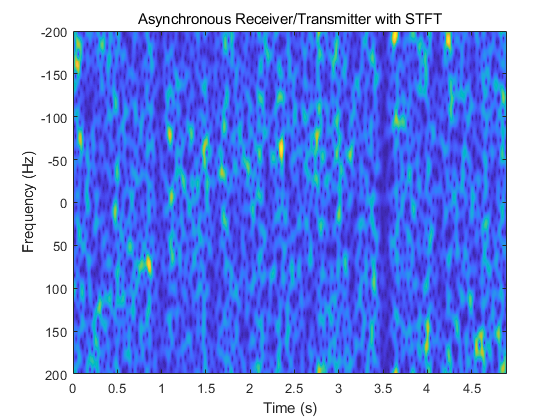 Asynchronous Receiver/Transmitter with STFT
-200
-150
-100
-50
0
50
100
150
200
Frequency (Hz)
0 0.5 1 1.5 2 2.5 3 3.5 4 4.5
Time (s)